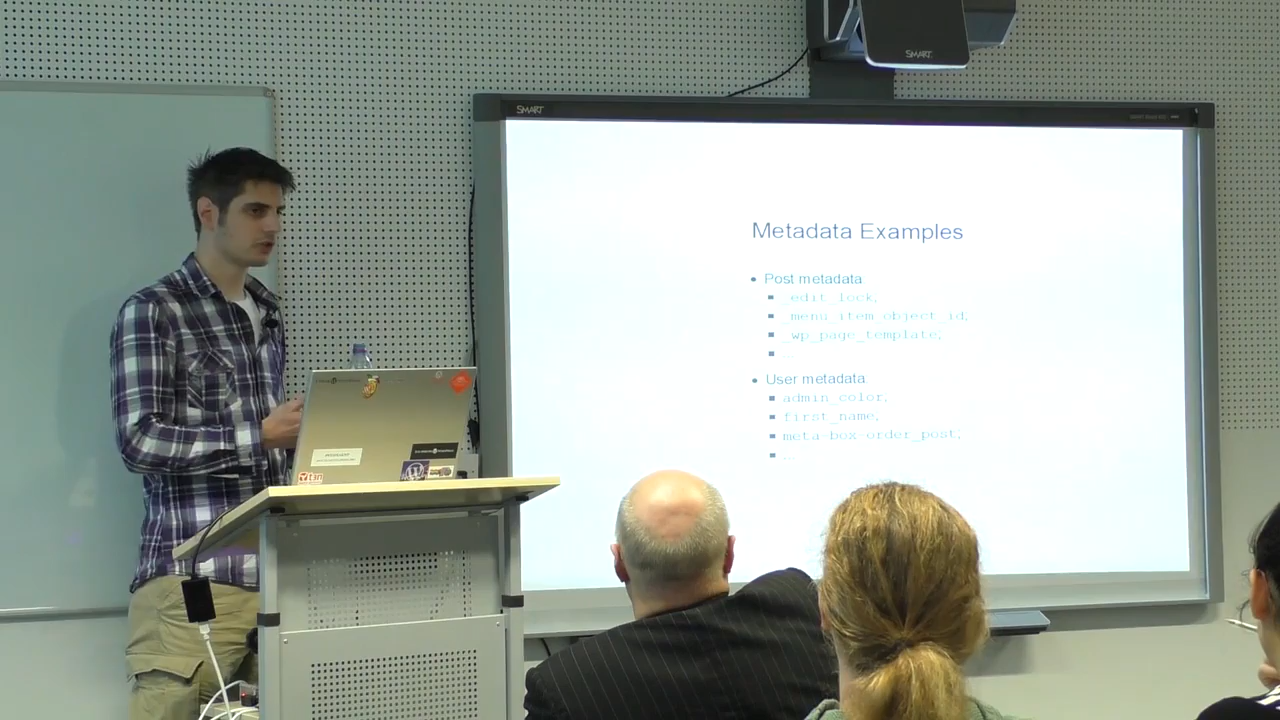 SMART
SMART
Metadata Examples
Post metadata
_edit_lock,
_menu_item_object_id,
_wp_page_template,
...
User metadata
admin_color,
first_name,
meta-box-order_post,
...